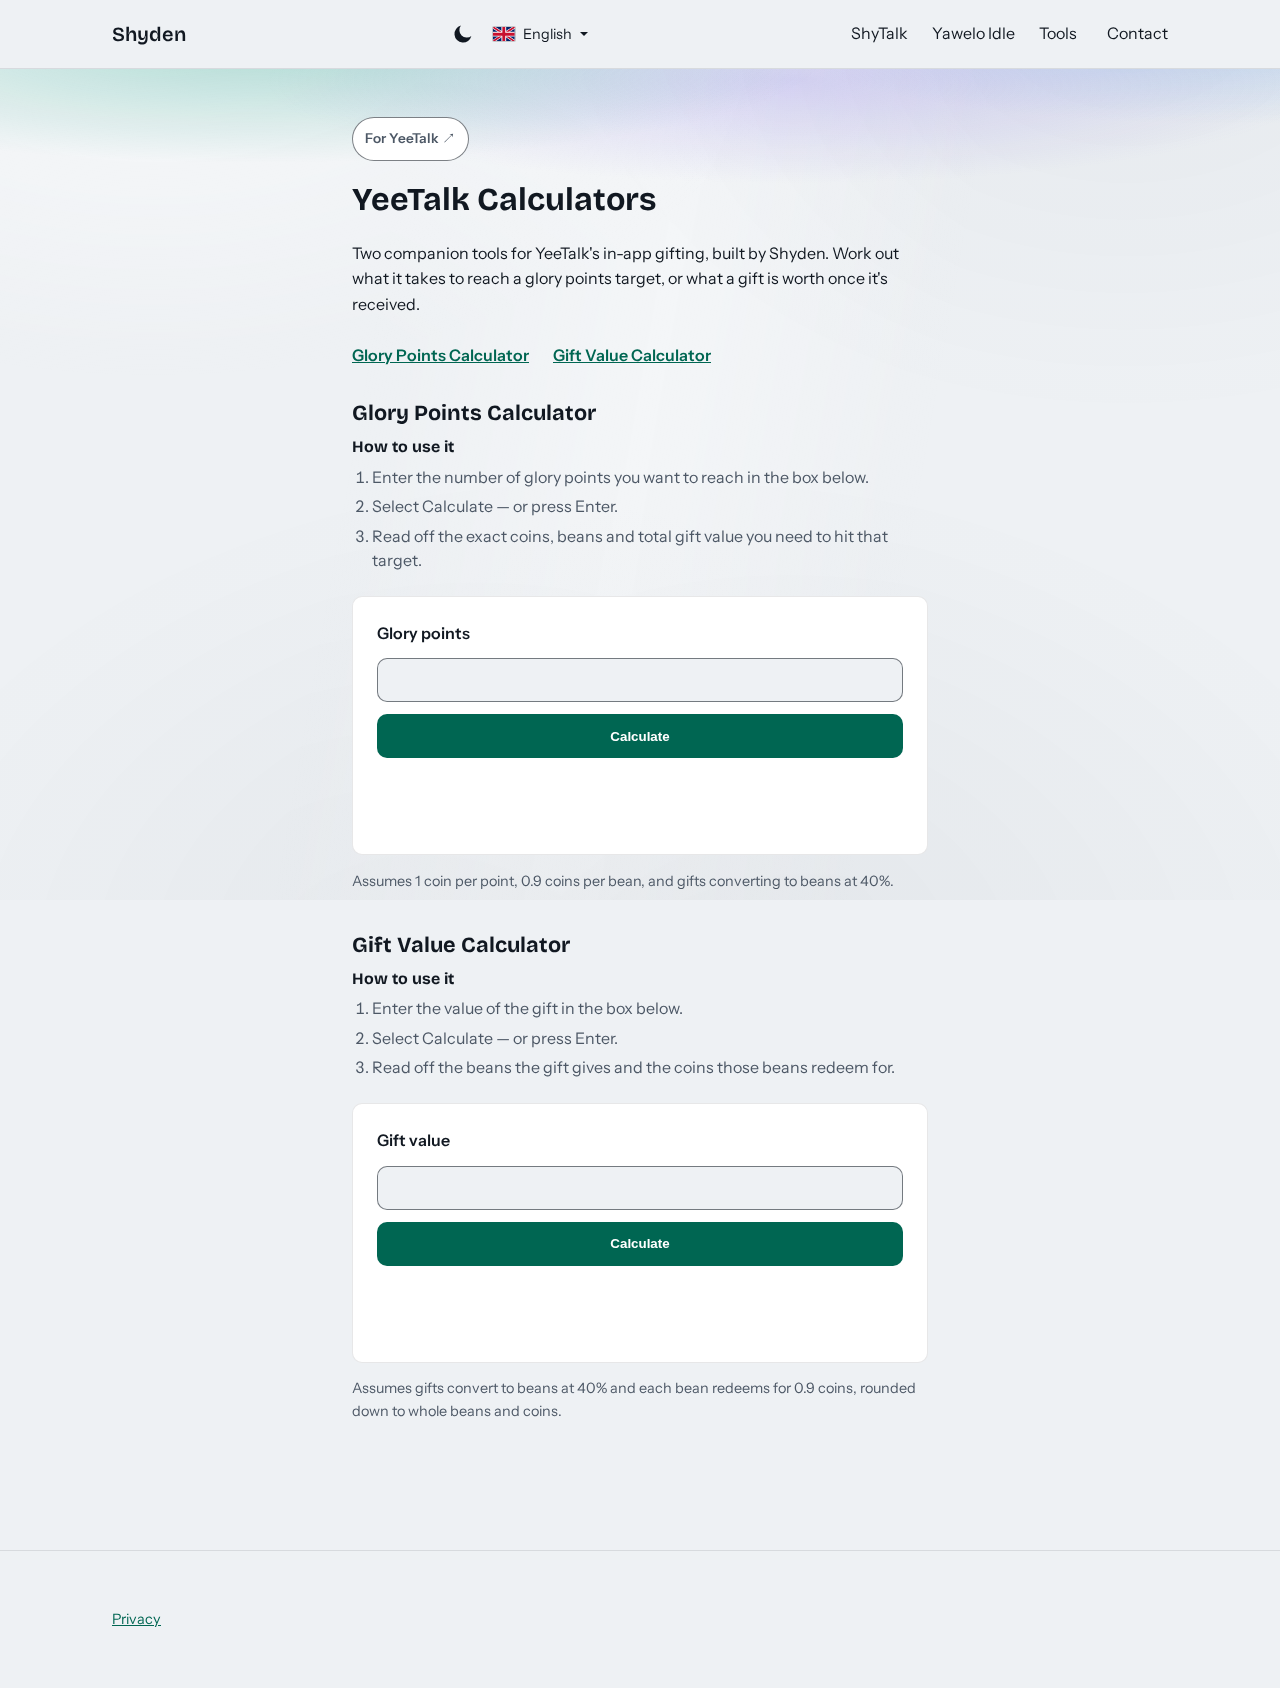 Shyden
English
ShyTalk
Yawelo Idle
Tools
Contact
For YeeTalk ↗
YeeTalk Calculators
Two companion tools for YeeTalk's in-app gifting, built by Shyden. Work out
what it takes to reach a glory points target, or what a gift is worth once it's
received.
Glory Points Calculator
Gift Value Calculator
Glory Points Calculator
How to use it
1. Enter the number of glory points you want to reach in the box below.
2. Select Calculate — or press Enter.
3. Read off the exact coins, beans and total gift value you need to hit that
target.
Glory points
Calculate
Assumes 1 coin per point, 0.9 coins per bean, and gifts converting to beans at 40%.
Gift Value Calculator
How to use it
1. Enter the value of the gift in the box below.
2. Select Calculate — or press Enter.
3. Read off the beans the gift gives and the coins those beans redeem for.
Gift value
Calculate
Assumes gifts convert to beans at 40% and each bean redeems for 0.9 coins, rounded
down to whole beans and coins.
Privacy